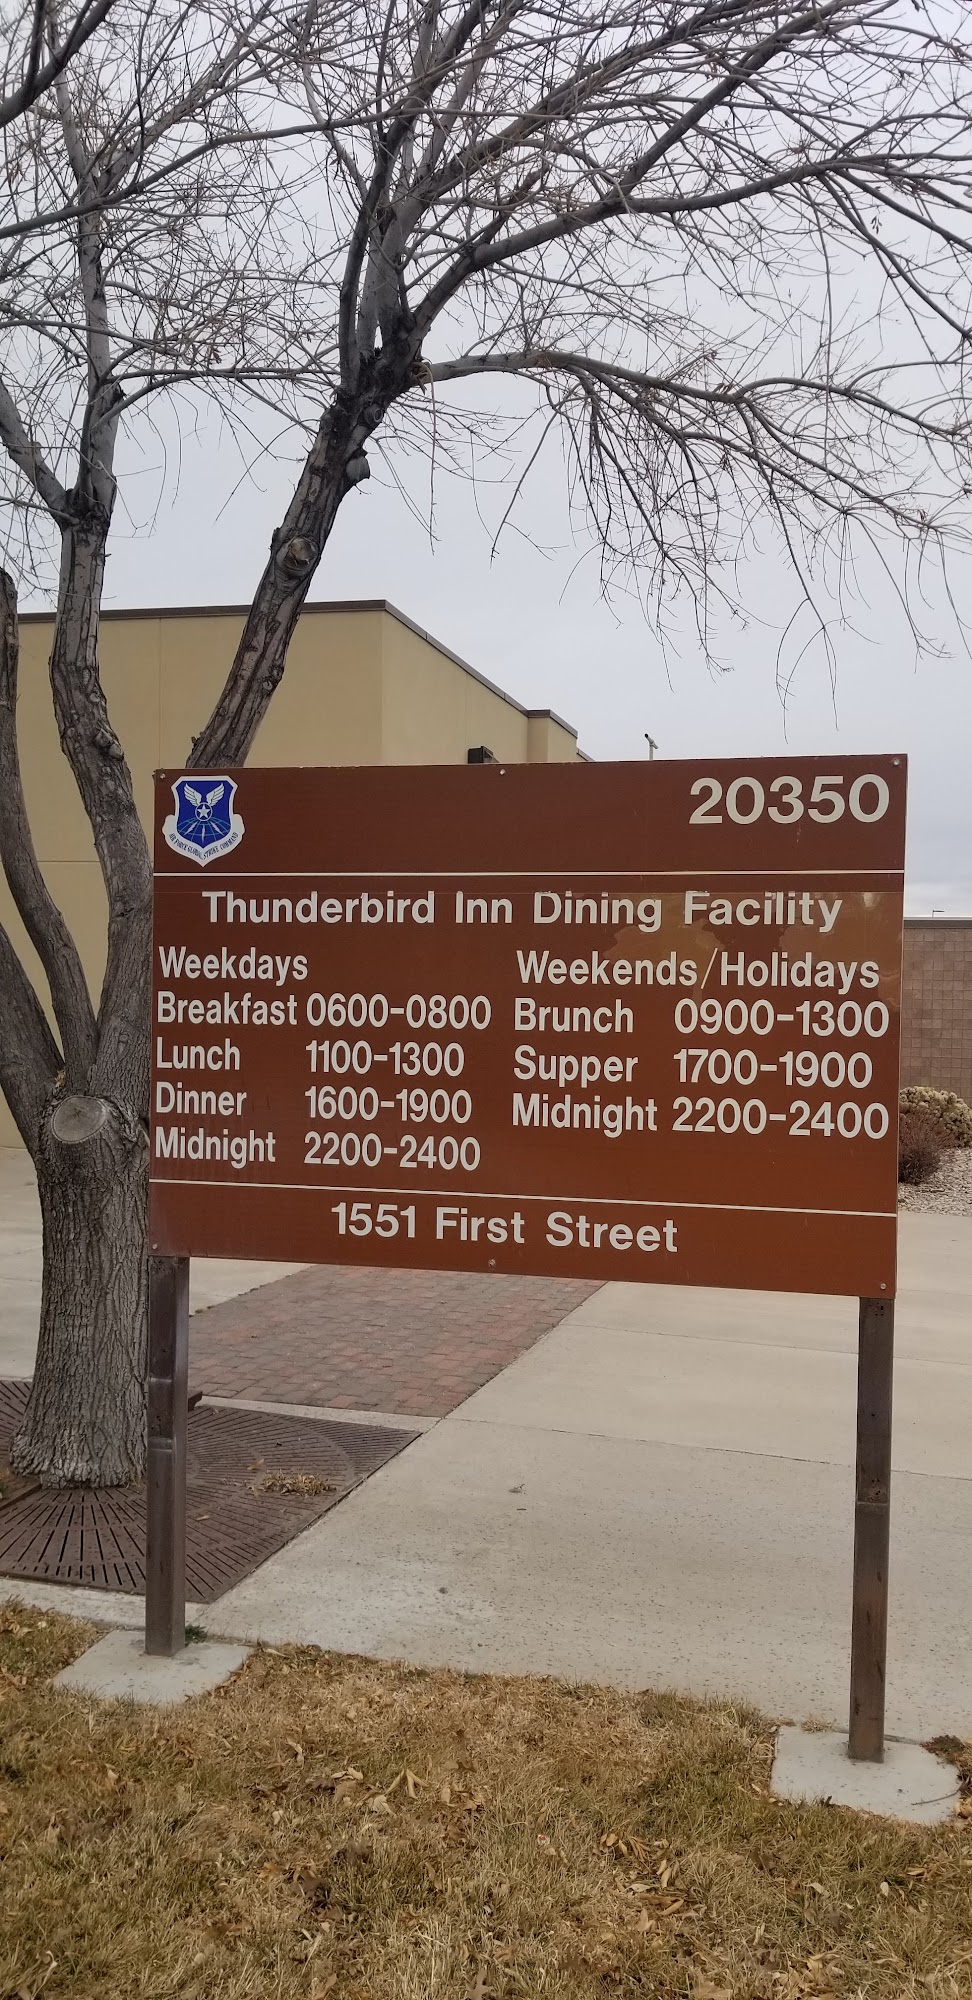 20350
AIR FORCE GLOBAL STRIKE COMMAND
Thunderbird Inn Dining Facility
Weekdays
Breakfast 0600-0800
Lunch 1100-1300
Dinner 1600-1900
Midnight 2200-2400
Weekends/Holidays
Brunch 0900-1300
Supper 1700-1900
Midnight 2200-2400
1551 First Street